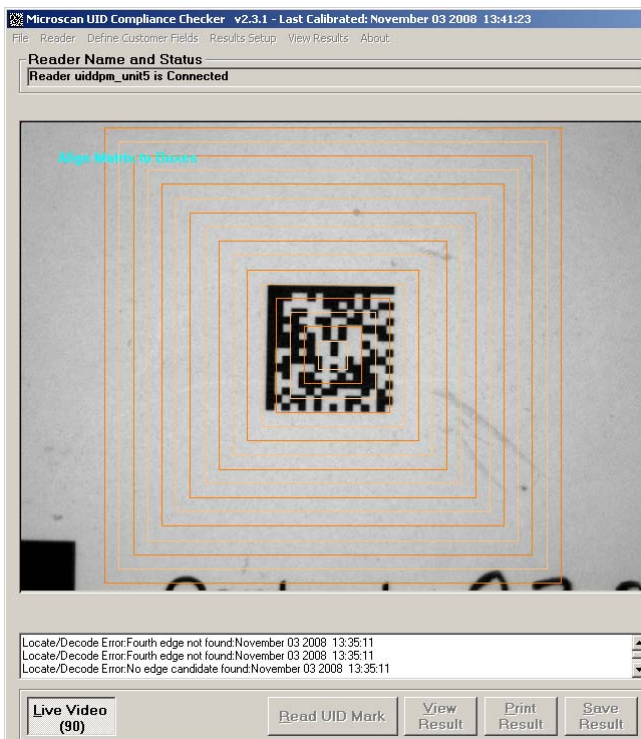 Microscan UID Compliance Checker v2.3.1 - Last Calibrated: November 03 2008 13:41:23
File Reader Define Customer Fields Results Setup View Results About
Reader Name and Status
Reader uiddpm_unit5 is Connected
Align Matrix to Boxes
Locate/Decode Error:Fourth edge not found:November 03 2008 13:35:11
Locate/Decode Error:Fourth edge not found:November 03 2008 13:35:11
Locate/Decode Error:No edge candidate found:November 03 2008 13:35:11
Live Video
(90)
Read UID Mark
View
Result
Print
Result
Save
Result